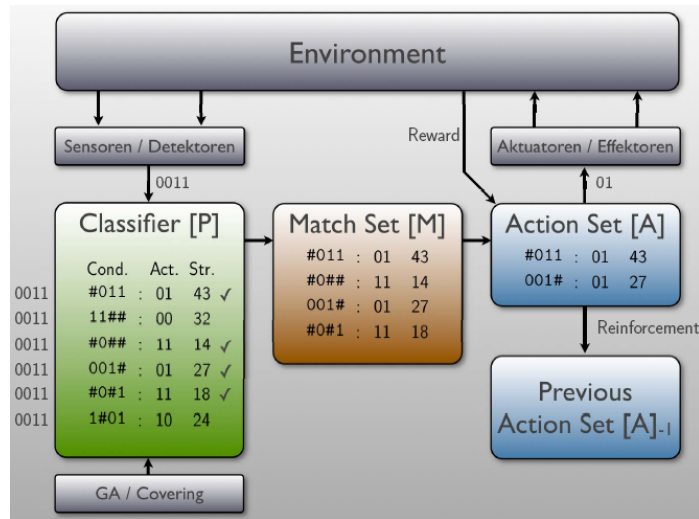 Environment
Sensoren / Detektoren
Reward
Aktuatoren / Effektoren
0011
01
Classifier [P]
Cond. Act. Str.
0011 #011 : 01 43 ✓
0011 11## : 00 32
0011 #0## : 11 14 ✓
0011 001# : 01 27 ✓
0011 #0#1 : 11 18 ✓
0011 1#01 : 10 24
Match Set [M]
#011 : 01 43
#0## : 11 14
001# : 01 27
#0#1 : 11 18
Action Set [A]
#011 : 01 43
001# : 01 27
Reinforcement
Previous
Action Set [A]-1
GA / Covering